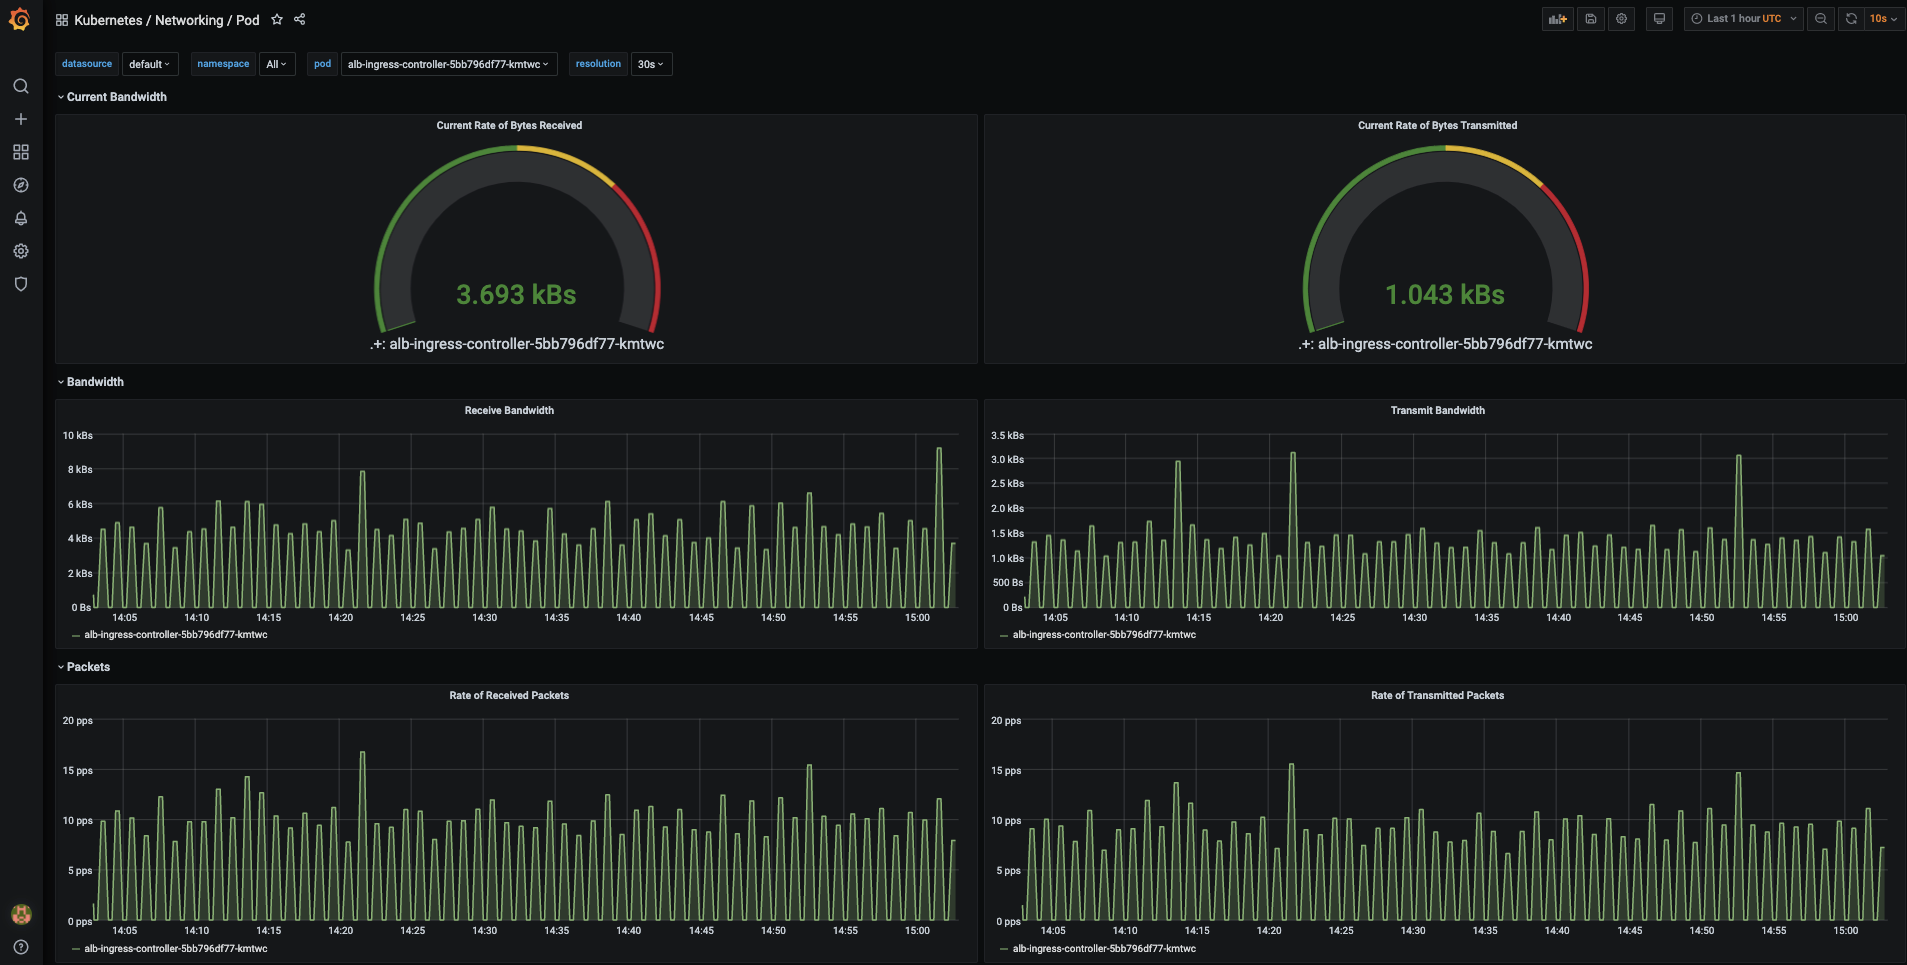 Kubernetes / Networking / Pod
Last 1 hour UTC
10s
datasource default namespace All pod alb-ingress-controller-5bb796df77-kmtwc resolution 30s
Current Bandwidth
Current Rate of Bytes Received
3.693 kBs
.+: alb-ingress-controller-5bb796df77-kmtwc
Current Rate of Bytes Transmitted
1.043 kBs
.+: alb-ingress-controller-5bb796df77-kmtwc
Bandwidth
Receive Bandwidth
10 kBs
8 kBs
6 kBs
4 kBs
2 kBs
0 Bs
14:05 14:10 14:15 14:20 14:25 14:30 14:35 14:40 14:45 14:50 14:55 15:00
alb-ingress-controller-5bb796df77-kmtwc
Transmit Bandwidth
3.5 kBs
3.0 kBs
2.5 kBs
2.0 kBs
1.5 kBs
1.0 kBs
500 Bs
0 Bs
14:05 14:10 14:15 14:20 14:25 14:30 14:35 14:40 14:45 14:50 14:55 15:00
alb-ingress-controller-5bb796df77-kmtwc
Packets
Rate of Received Packets
20 pps
15 pps
10 pps
5 pps
0 pps
14:05 14:10 14:15 14:20 14:25 14:30 14:35 14:40 14:45 14:50 14:55 15:00
alb-ingress-controller-5bb796df77-kmtwc
Rate of Transmitted Packets
20 pps
15 pps
10 pps
5 pps
0 pps
14:05 14:10 14:15 14:20 14:25 14:30 14:35 14:40 14:45 14:50 14:55 15:00
alb-ingress-controller-5bb796df77-kmtwc